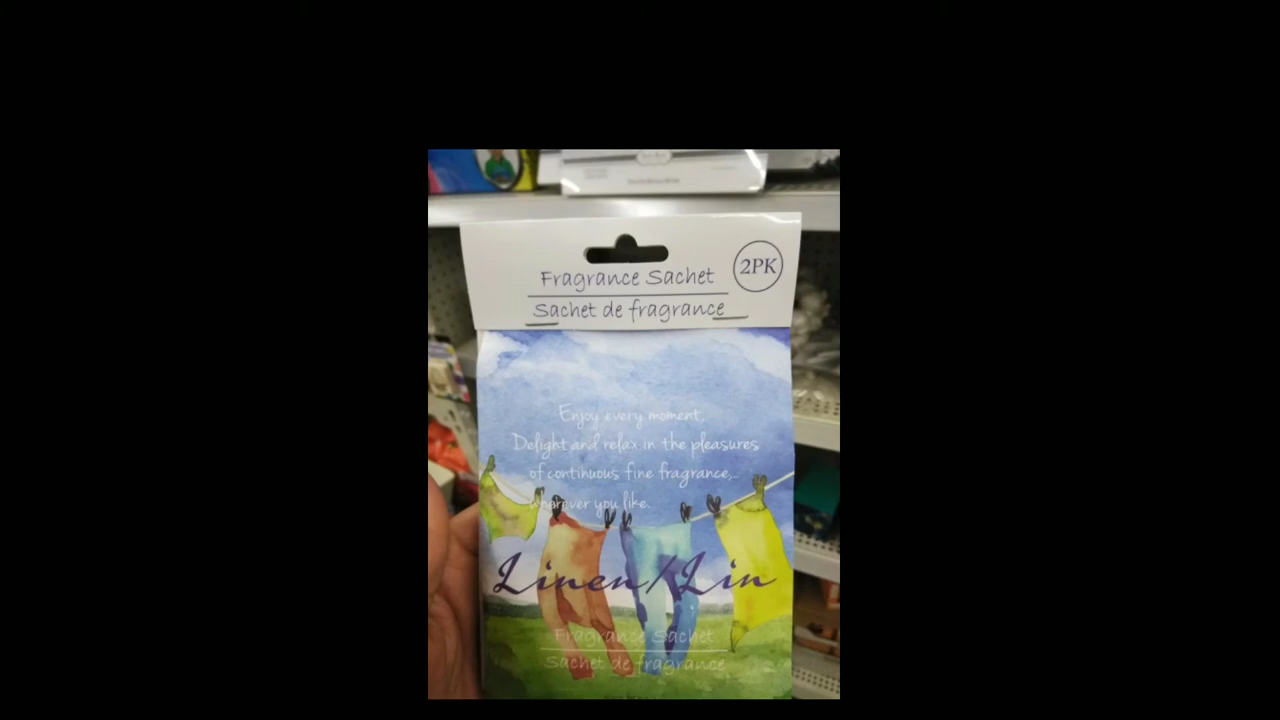 Fragrance Sachet
2PK
Sachet de fragrance
Enjoy every moment,
Delight and relax in the pleasures
of continuous fine fragrance,..
wherever you like.
Linen/Lin
Fragrance Sachet
Sachet de fragrance